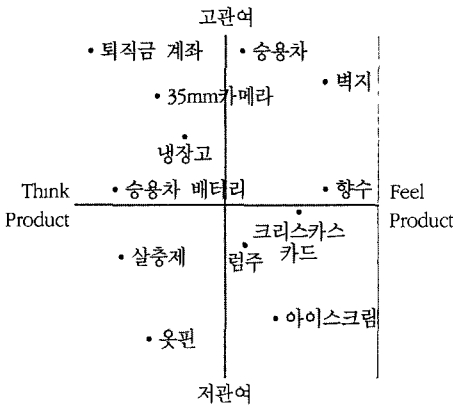 고관여
• 퇴직금 계좌
• 승용차
• 벽지
• 35mm카메라
냉장고
Think
Product
• 승용차 배터리
• 향수
Feel
Product
크리스카스
카드
• 살충제
럼주
• 아이스크림
• 옷핀
저관여